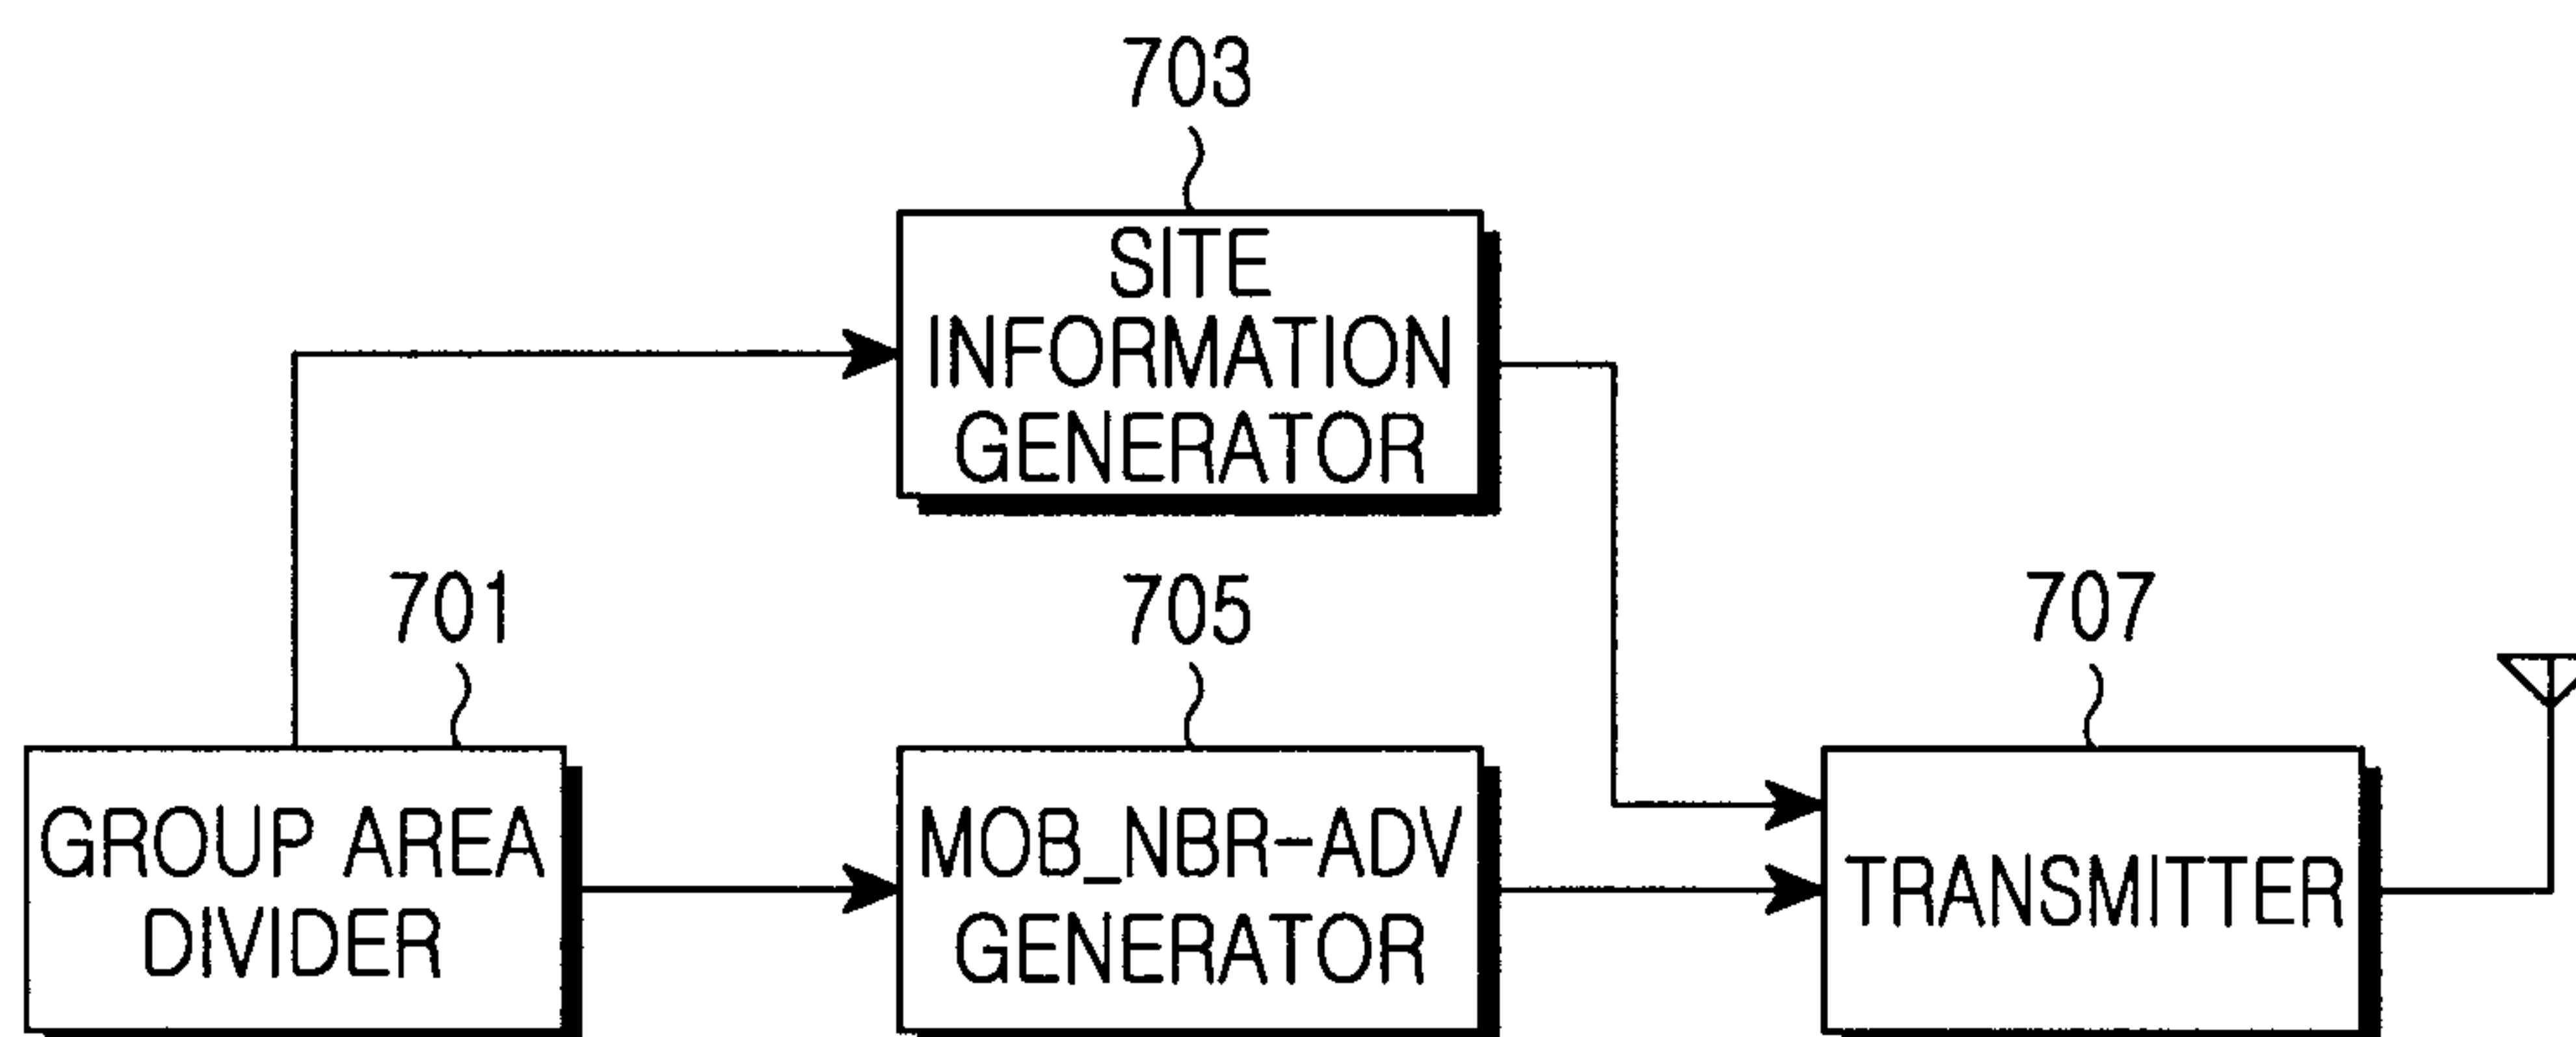 703
SITE
INFORMATION
GENERATOR
701
705
707
GROUP AREA
DIVIDER
MOB_NBR-ADV
GENERATOR
TRANSMITTER